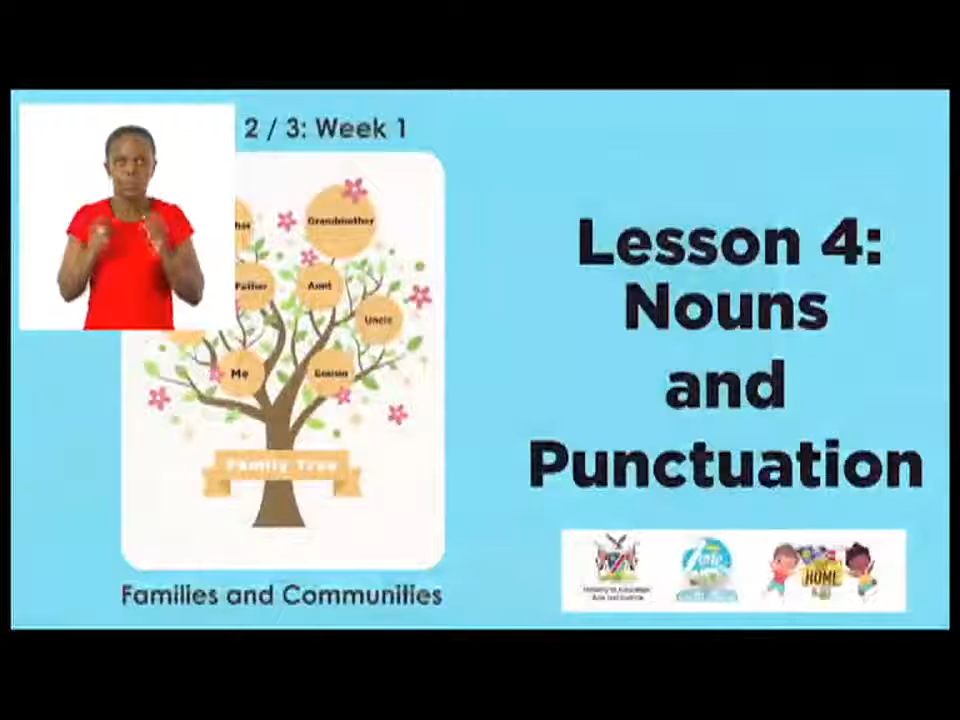 2 / 3: Week 1
Grandmother
Father
Aunt
Uncle
Me
Cousin
Family Tree
Families and Communities
Lesson 4:
Nouns
and
Punctuation
HOME